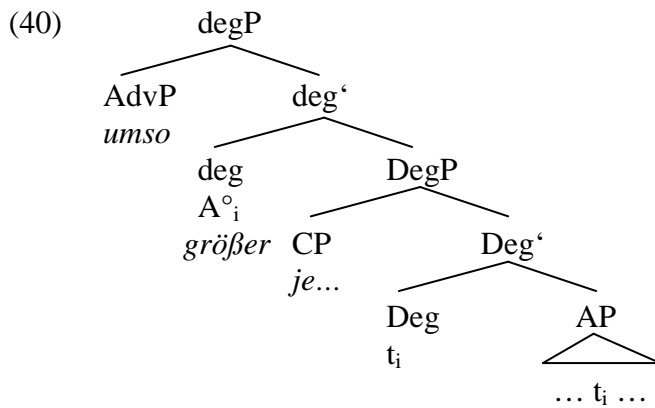 (40) degP
AdvP deg‘
umso
deg DegP
A°i
größer CP Deg‘
je...
Deg AP
ti
… ti …